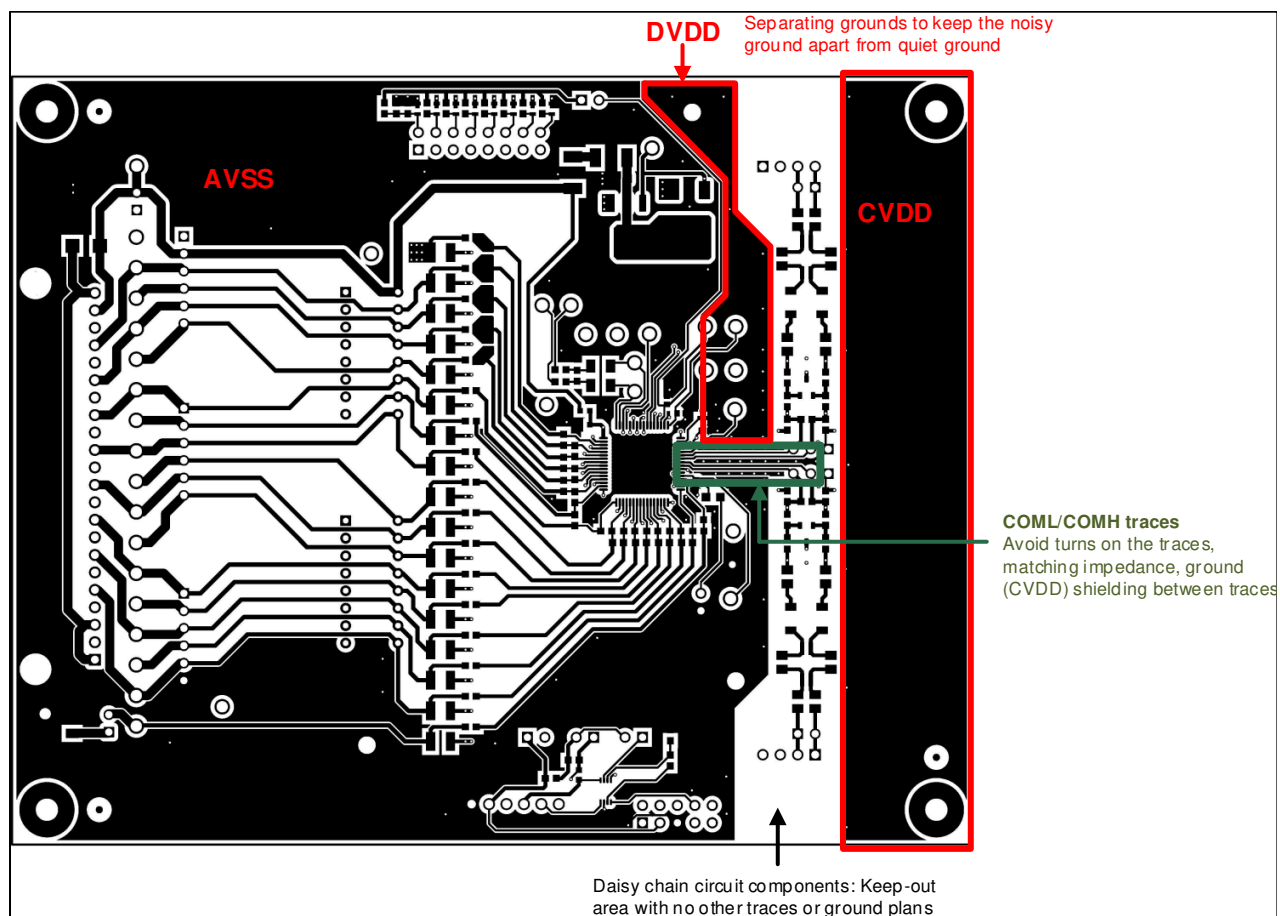 DVDD
Separating grounds to keep the noisy
ground apart from quiet ground
AVSS
CVDD
COML/COMH traces
Avoid turns on the traces,
matching impedance, ground
(CVDD) shielding between traces
Daisy chain circuit components: Keep-out
area with no other traces or ground plans